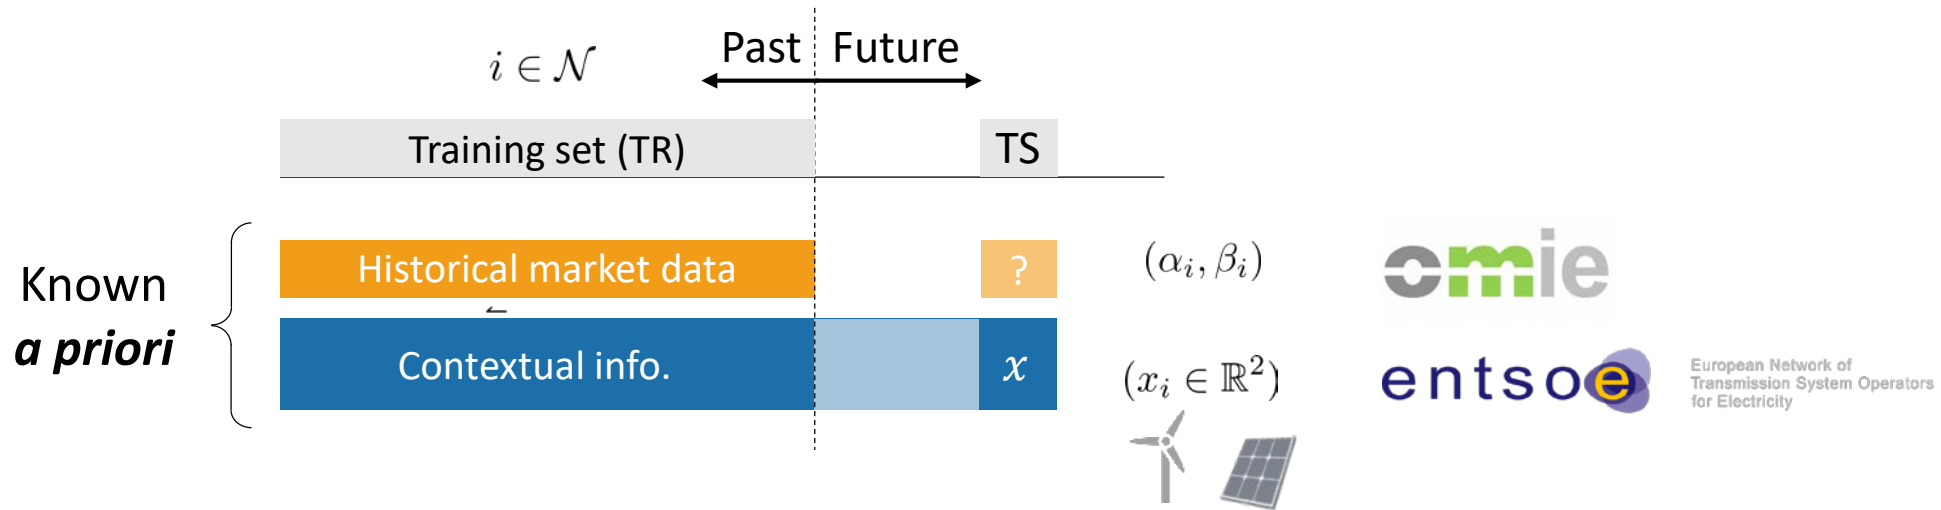 i ∈ 𝒩
Past Future
Training set (TR)
TS
Known
a priori
Historical market data
?
(αᵢ, βᵢ)
omie
Contextual info.
x
(xᵢ ∈ ℝ²)
entsoe
European Network of
Transmission System Operators
for Electricity